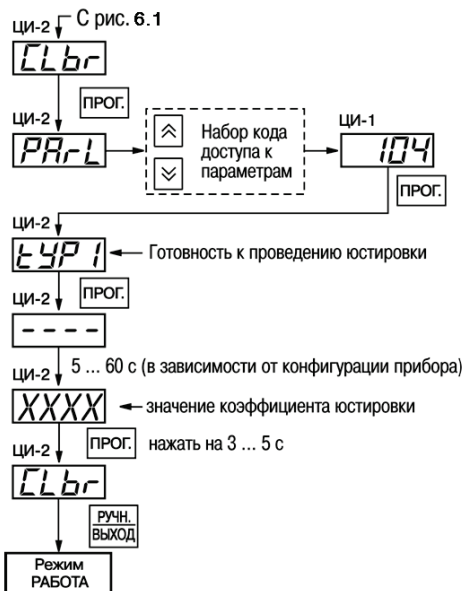 ЦИ-2 С рис. 6.1
CLbr
ПРОГ.
ЦИ-2
PArL
Набор кода
доступа к
параметрам
ЦИ-1
104
ПРОГ.
ЦИ-2
tYP1 Готовность к проведению юстировки
ПРОГ.
ЦИ-2
----
5 ... 60 с (в зависимости от конфигурации прибора)
ЦИ-2
XXXX значение коэффициента юстировки
ПРОГ. нажать на 3 ... 5 с
ЦИ-2
CLbr
РУЧН.
ВЫХОД
Режим
РАБОТА